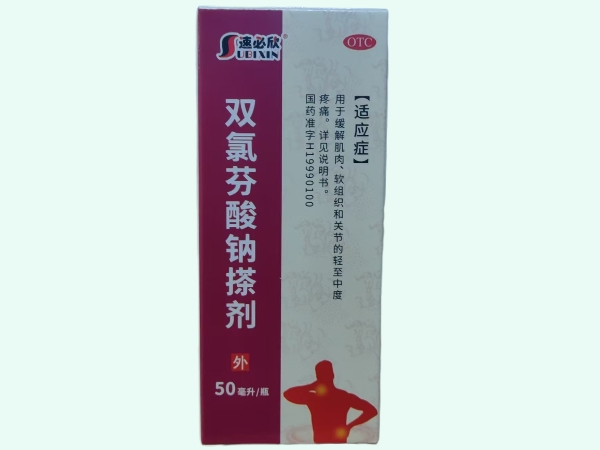 速必欣®
SUBIXIN
双氯芬酸钠搽剂
外
50毫升/瓶
OTC
【适应症】
用于缓解肌肉、软组织和关节的轻至中度
疼痛。详见说明书。
国药准字H19990100